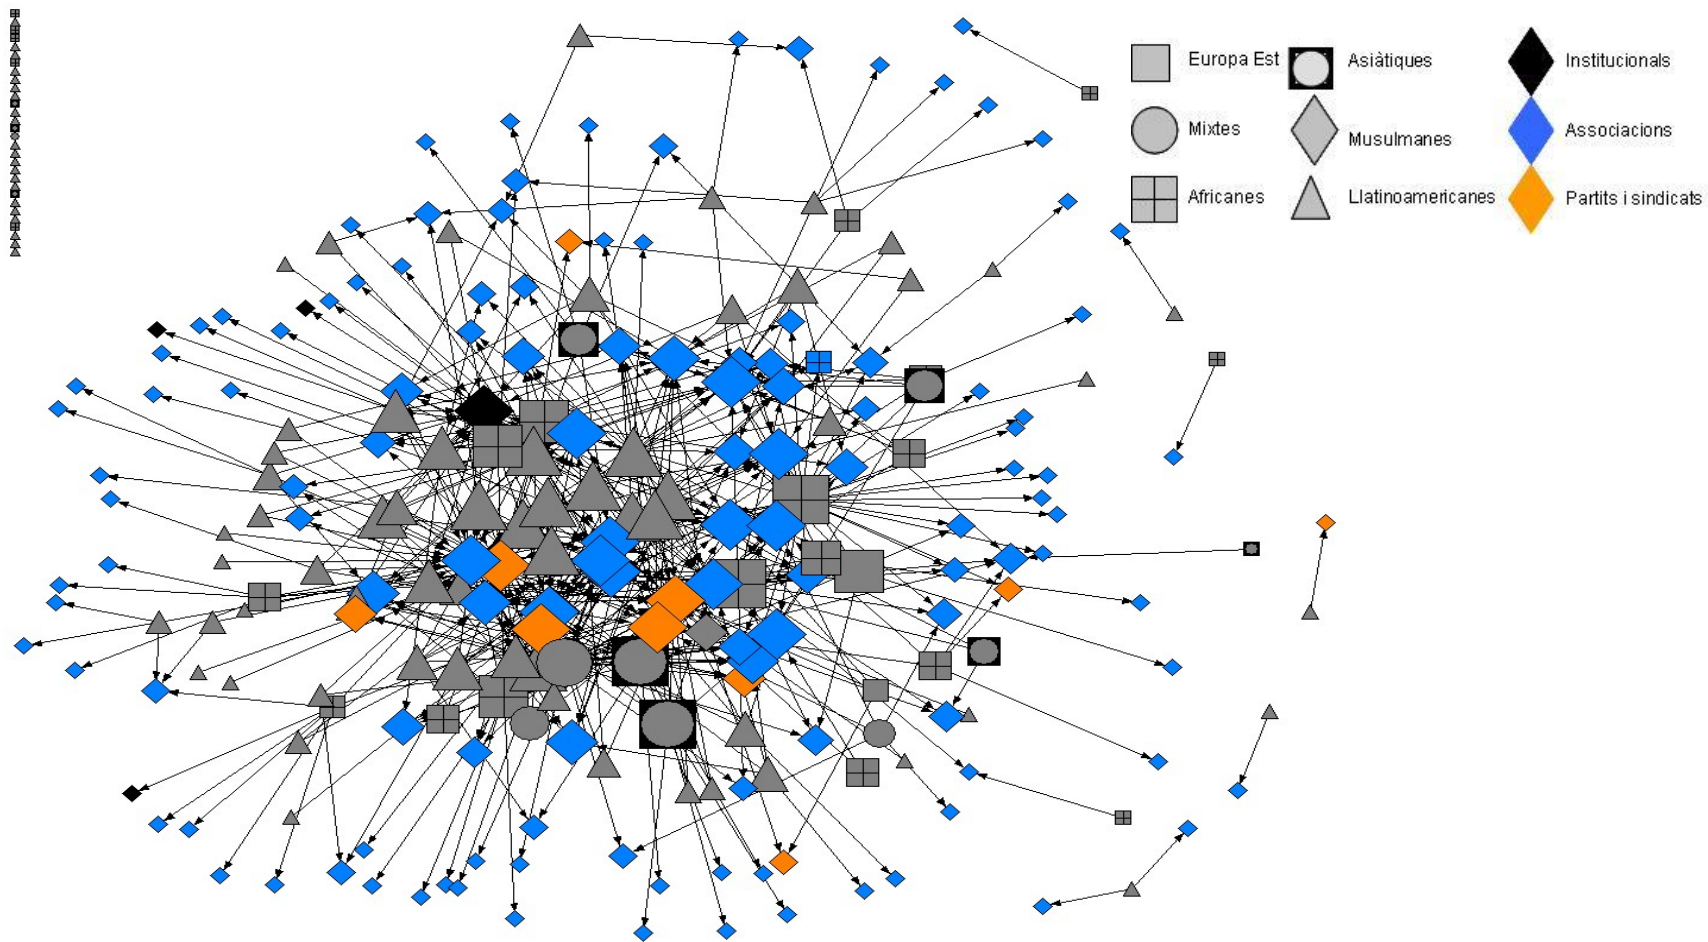 Europa Est
Asiàtiques
Institucionals
Mixtes
Musulmanes
Associacions
Africanes
Llatinoamericanes
Partits i sindicats